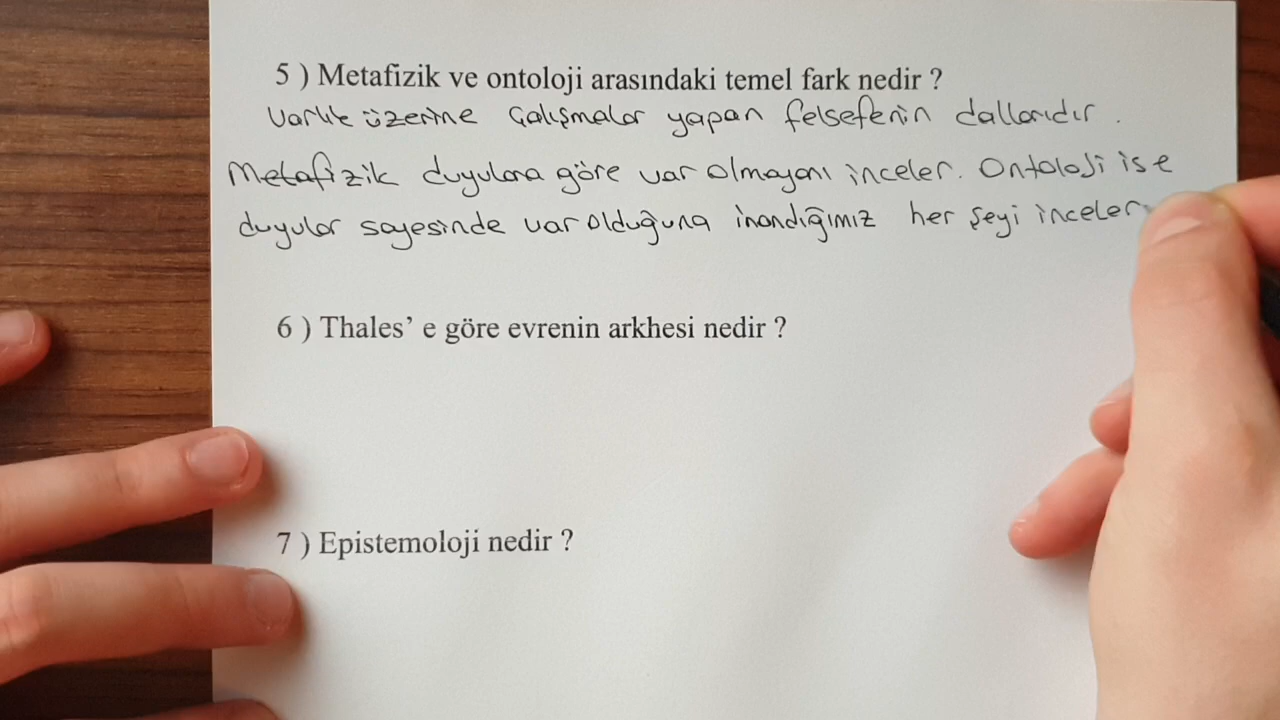 5 ) Metafizik ve ontoloji arasındaki temel fark nedir ?
Varlık üzerine çalışmalar yapan felsefenin dallarıdır .
Metafizik duyulara göre var olmayanı inceler. Ontoloji ise
duyular sayesinde var olduğuna inandığımız her şeyi inceler
6 ) Thales’ e göre evrenin arkhesi nedir ?
7 ) Epistemoloji nedir ?